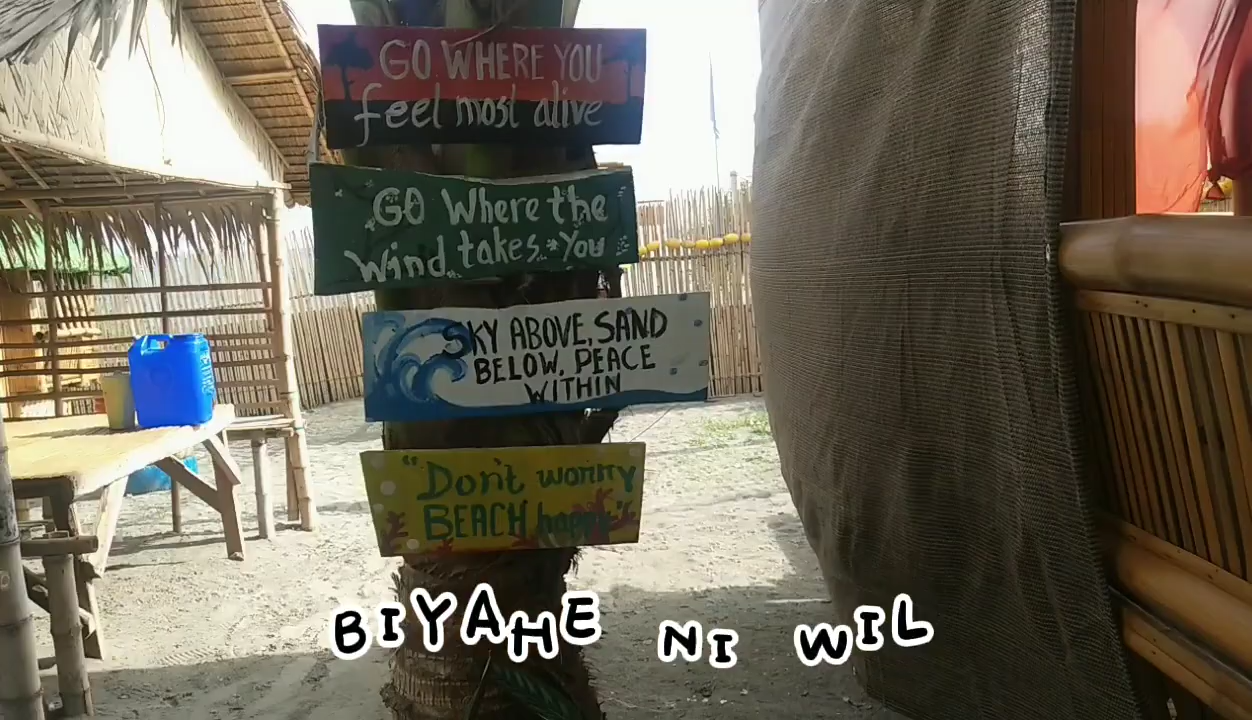 GO WHERE YOU
feel most alive
GO Where the
Wind takes You
SKY ABOVE, SAND
BELOW, PEACE
WITHIN
"Don't worry
BEACH happy"
BIYAHE NI WIL